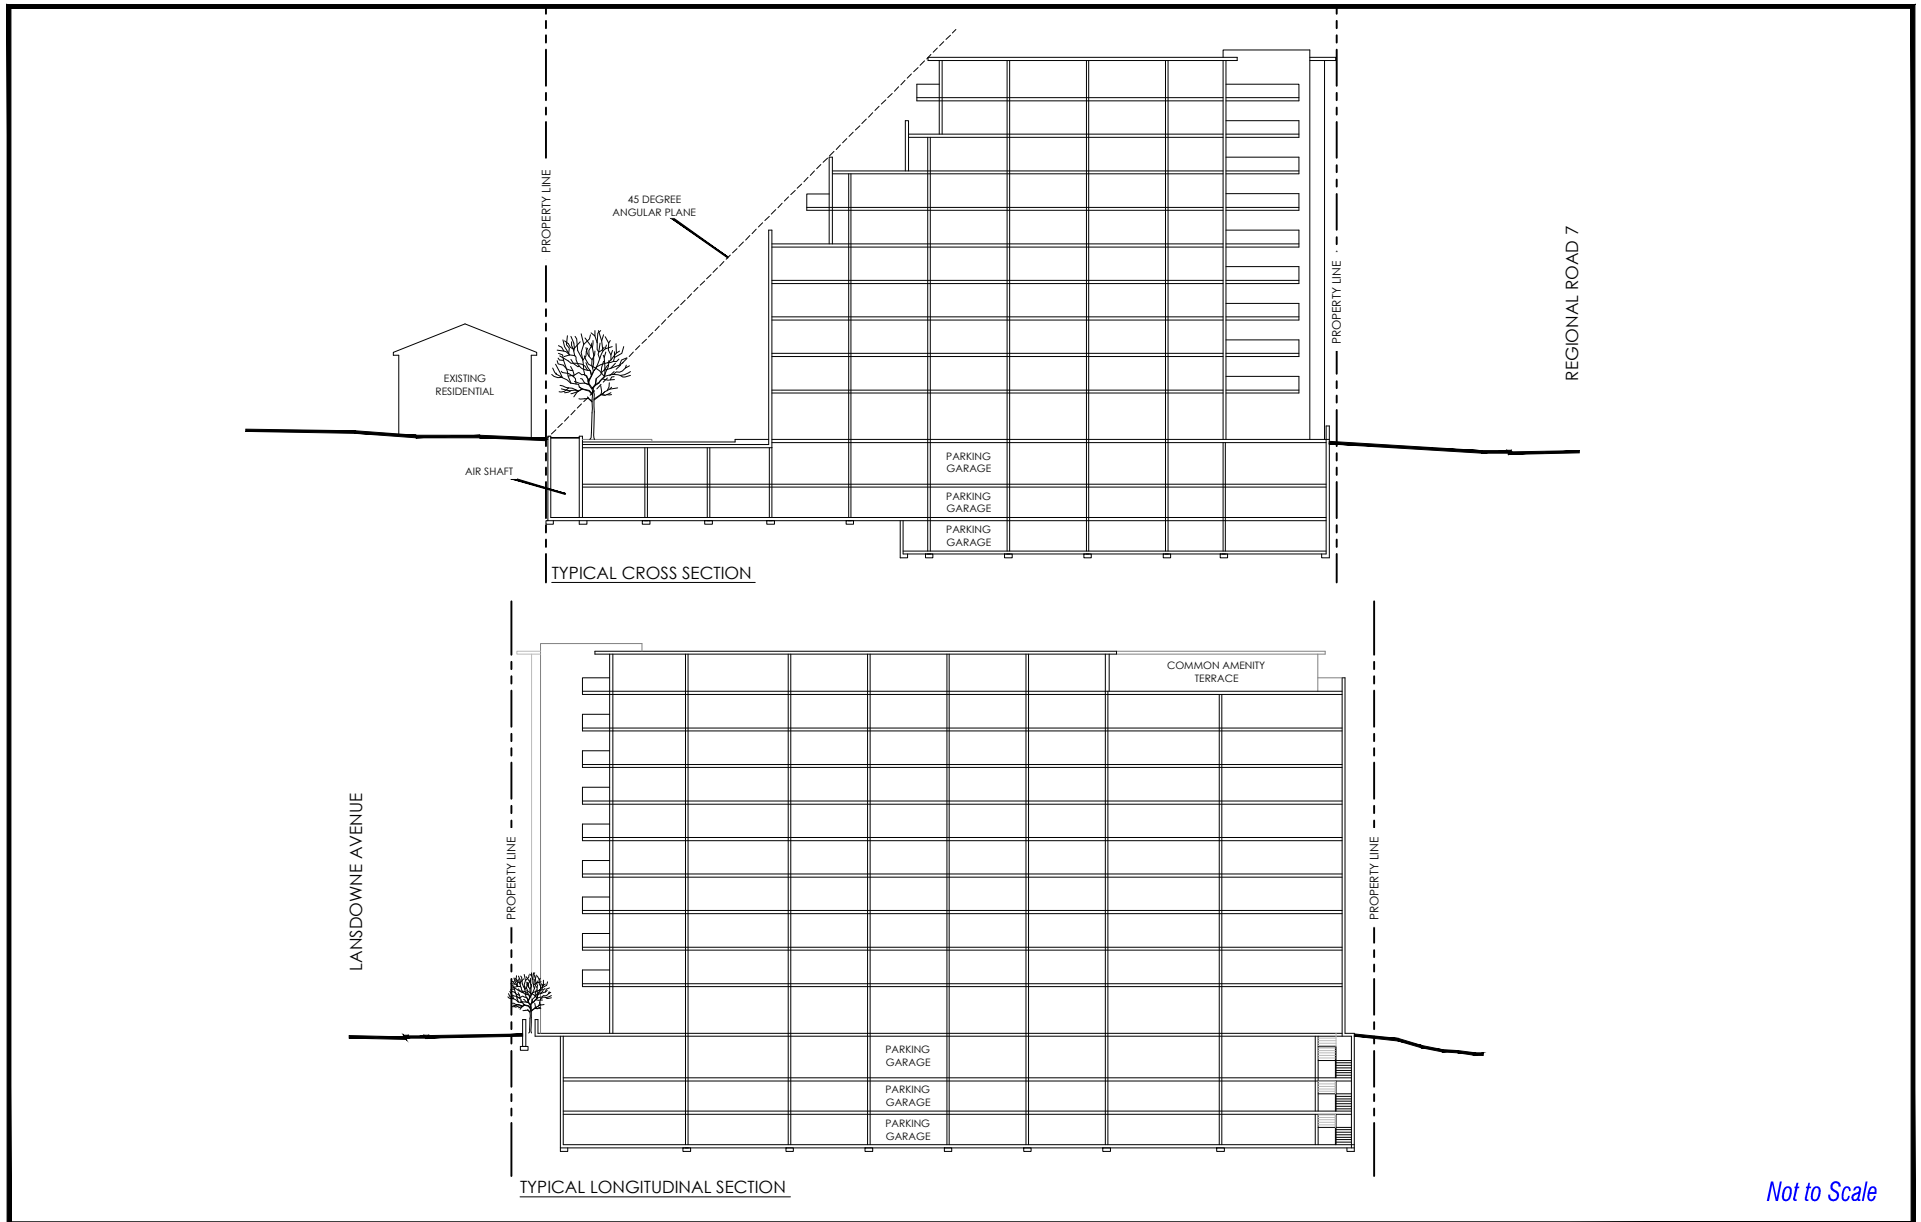 PROPERTY LINE
45 DEGREE
ANGULAR PLANE
EXISTING
RESIDENTIAL
AIR SHAFT
PARKING
GARAGE
PARKING
GARAGE
PARKING
GARAGE
PROPERTY LINE
REGIONAL ROAD 7
TYPICAL CROSS SECTION
LANSDOWNE AVENUE
PROPERTY LINE
COMMON AMENITY
TERRACE
PROPERTY LINE
PARKING
GARAGE
PARKING
GARAGE
PARKING
GARAGE
TYPICAL LONGITUDINAL SECTION
Not to Scale